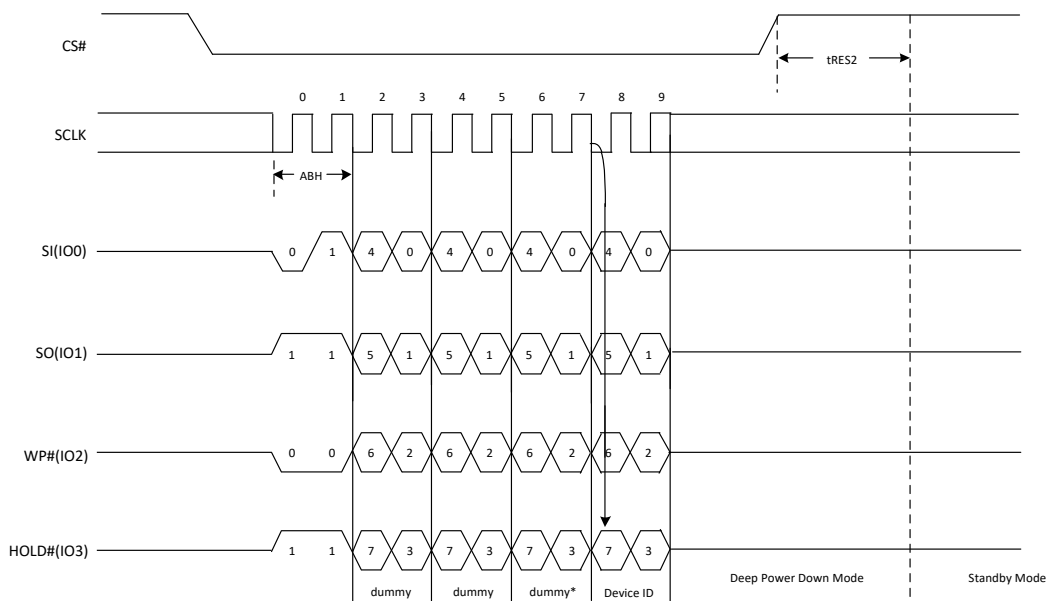 CS#
tRES2
0 1 2 3 4 5 6 7 8 9
SCLK
ABH
SI(IO0) 0 1 4 0 4 0 4 0 4 0
SO(IO1) 1 1 5 1 5 1 5 1 5 1
WP#(IO2) 0 0 6 2 6 2 6 2 6 2
HOLD#(IO3) 1 1 7 3 7 3 7 3 7 3
dummy dummy dummy* Device ID Deep Power Down Mode Standby Mode